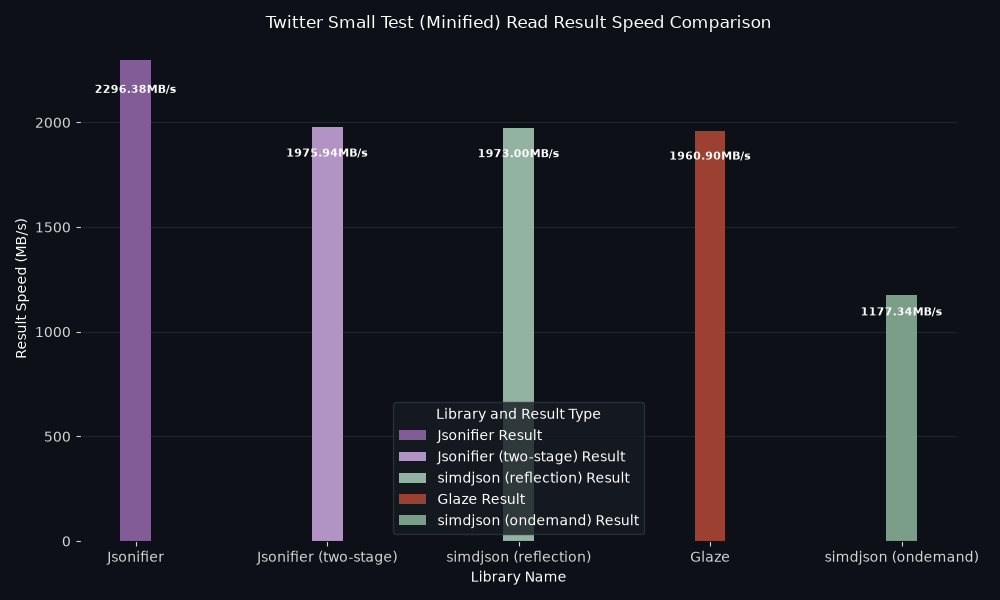 Twitter Small Test (Minified) Read Result Speed Comparison
2296.38MB/s
1975.94MB/s
1973.00MB/s
1960.90MB/s
1177.34MB/s
Result Speed (MB/s)
2000
1500
1000
500
0
Library and Result Type
Jsonifier Result
Jsonifier (two-stage) Result
simdjson (reflection) Result
Glaze Result
simdjson (ondemand) Result
Jsonifier
Jsonifier (two-stage)
simdjson (reflection)
Glaze
simdjson (ondemand)
Library Name